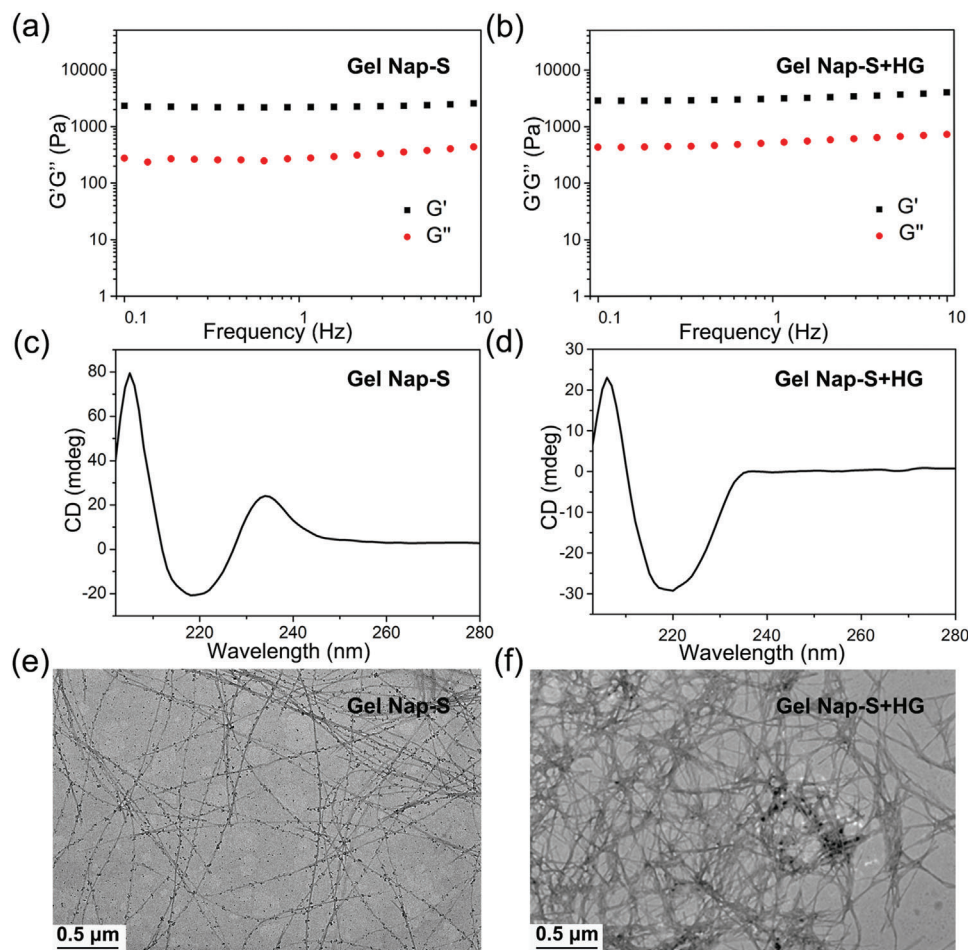 (a)
Gel Nap-S
10000
1000
100
10
1
G'G'' (Pa)
G'
G''
0.1
1
10
Frequency (Hz)
(b)
Gel Nap-S+HG
10000
1000
100
10
1
G'G'' (Pa)
G'
G''
0.1
1
10
Frequency (Hz)
(c)
Gel Nap-S
80
60
40
20
0
-20
CD (mdeg)
220
240
260
280
Wavelength (nm)
(d)
Gel Nap-S+HG
30
20
10
0
-10
-20
-30
CD (mdeg)
220
240
260
280
Wavelength (nm)
(e)
Gel Nap-S
0.5 µm
(f)
Gel Nap-S+HG
0.5 µm